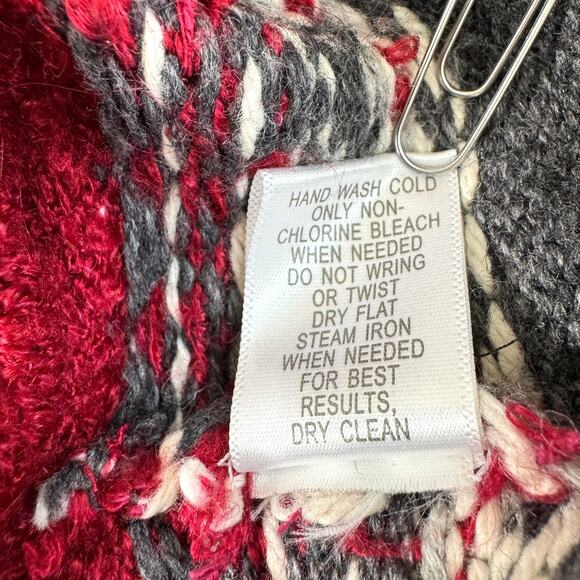 HAND WASH COLD
ONLY NON-
CHLORINE BLEACH
WHEN NEEDED
DO NOT WRING
OR TWIST
DRY FLAT
STEAM IRON
WHEN NEEDED
FOR BEST
RESULTS,
DRY CLEAN